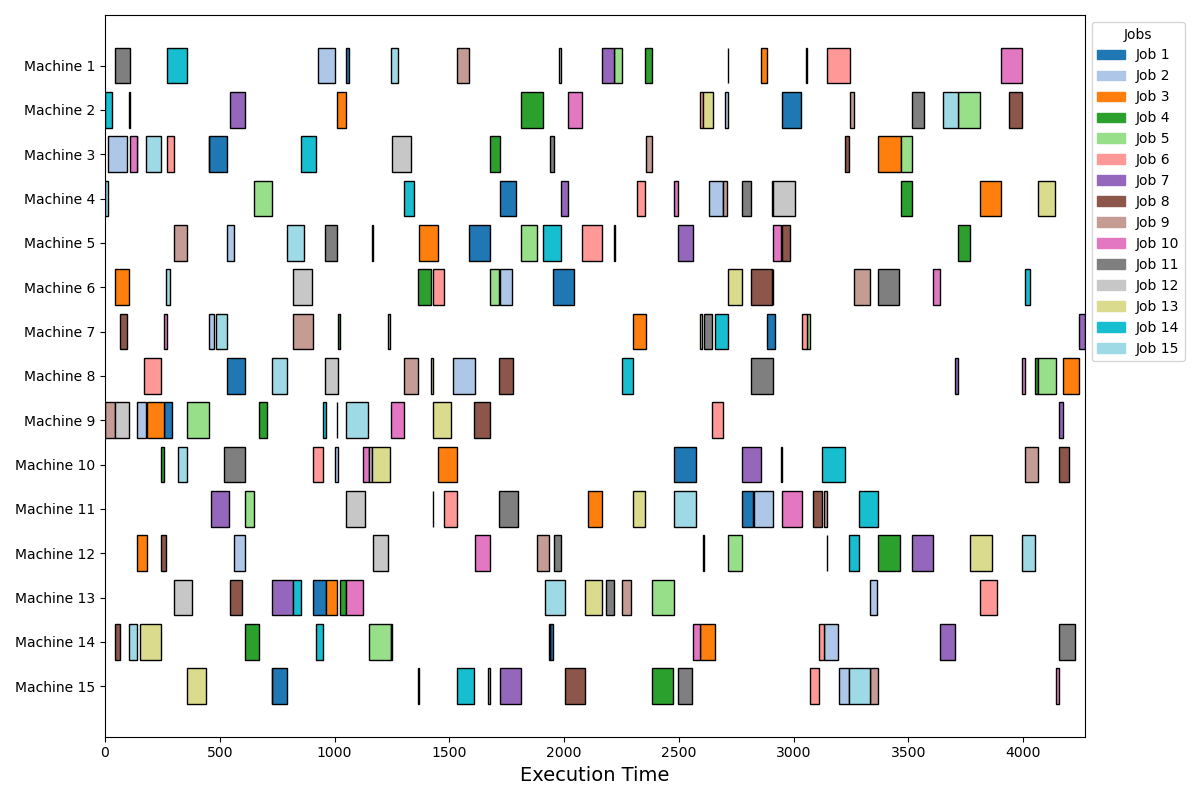 Machine 1
Machine 2
Machine 3
Machine 4
Machine 5
Machine 6
Machine 7
Machine 8
Machine 9
Machine 10
Machine 11
Machine 12
Machine 13
Machine 14
Machine 15
0 500 1000 1500 2000 2500 3000 3500 4000
Execution Time
Jobs
Job 1
Job 2
Job 3
Job 4
Job 5
Job 6
Job 7
Job 8
Job 9
Job 10
Job 11
Job 12
Job 13
Job 14
Job 15